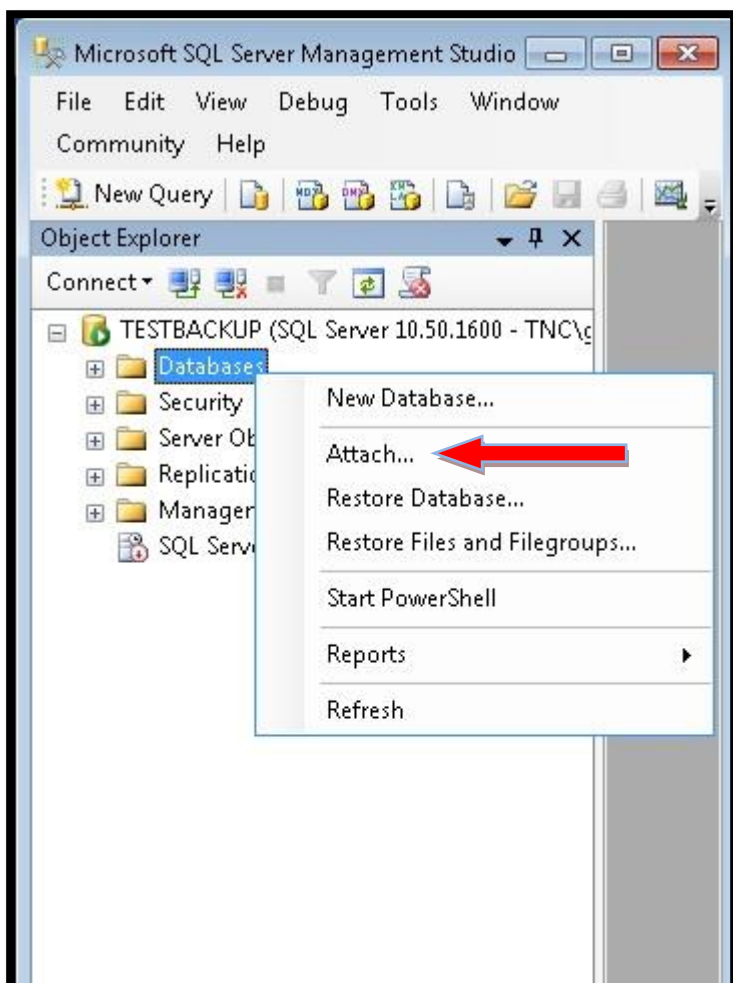 Microsoft SQL Server Management Studio
File Edit View Debug Tools Window
Community Help
New Query
Object Explorer
Connect
TESTBACKUP (SQL Server 10.50.1600 - TNC\
Databases
Security
Server Ob
Replicatio
Managem
SQL Serve
New Database...
Attach...
Restore Database...
Restore Files and Filegroups...
Start PowerShell
Reports
Refresh